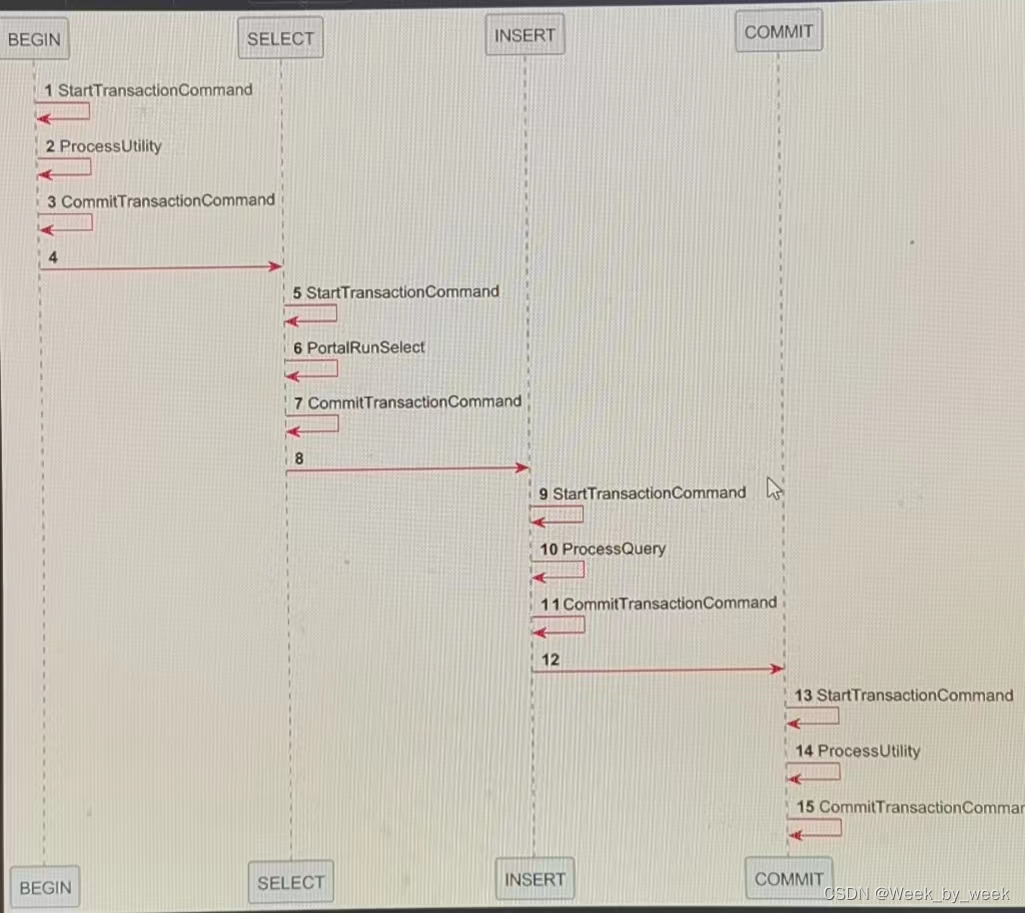 BEGIN
SELECT
INSERT
COMMIT
1 StartTransactionCommand
2 ProcessUtility
3 CommitTransactionCommand
4
5 StartTransactionCommand
6 PortalRunSelect
7 CommitTransactionCommand
8
9 StartTransactionCommand
10 ProcessQuery
11 CommitTransactionCommand
12
13 StartTransactionCommand
14 ProcessUtility
15 CommitTransactionCommar
BEGIN
SELECT
INSERT
COMMIT
CSDN @Week_by_week